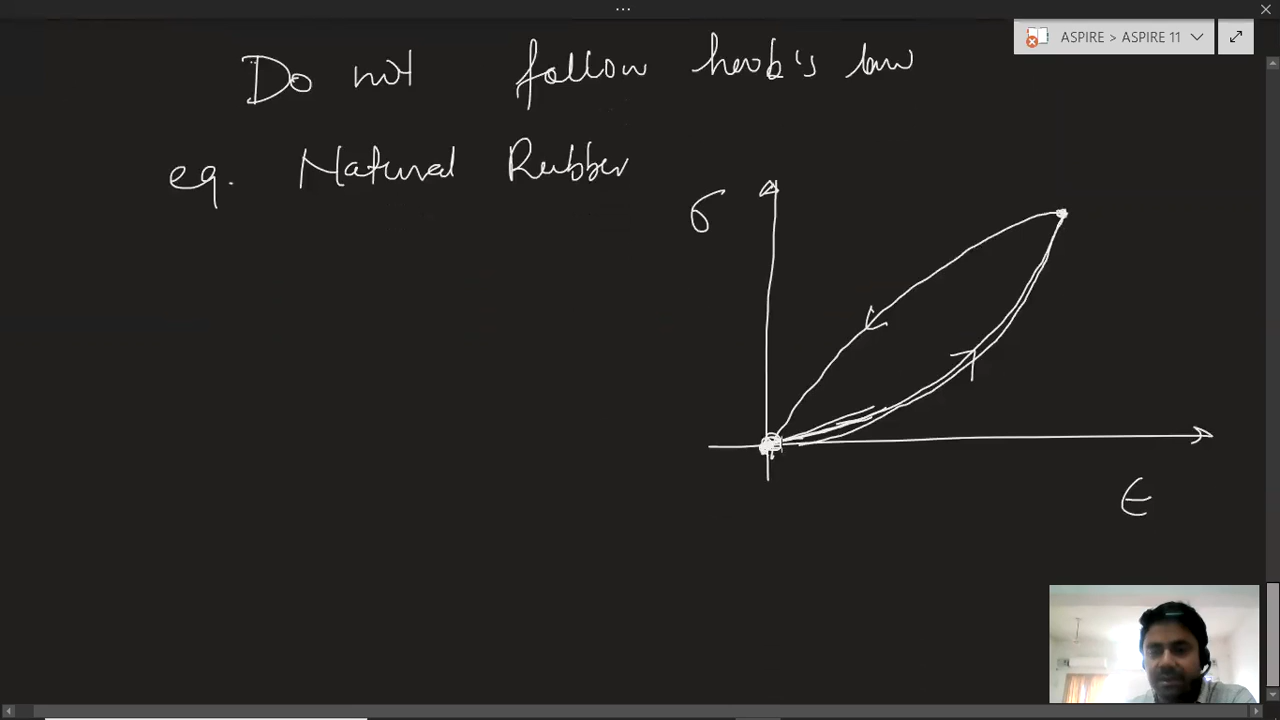 ASPIRE > ASPIRE 11
Do not follow hook's law
eg. Natural Rubber
σ
ϵ